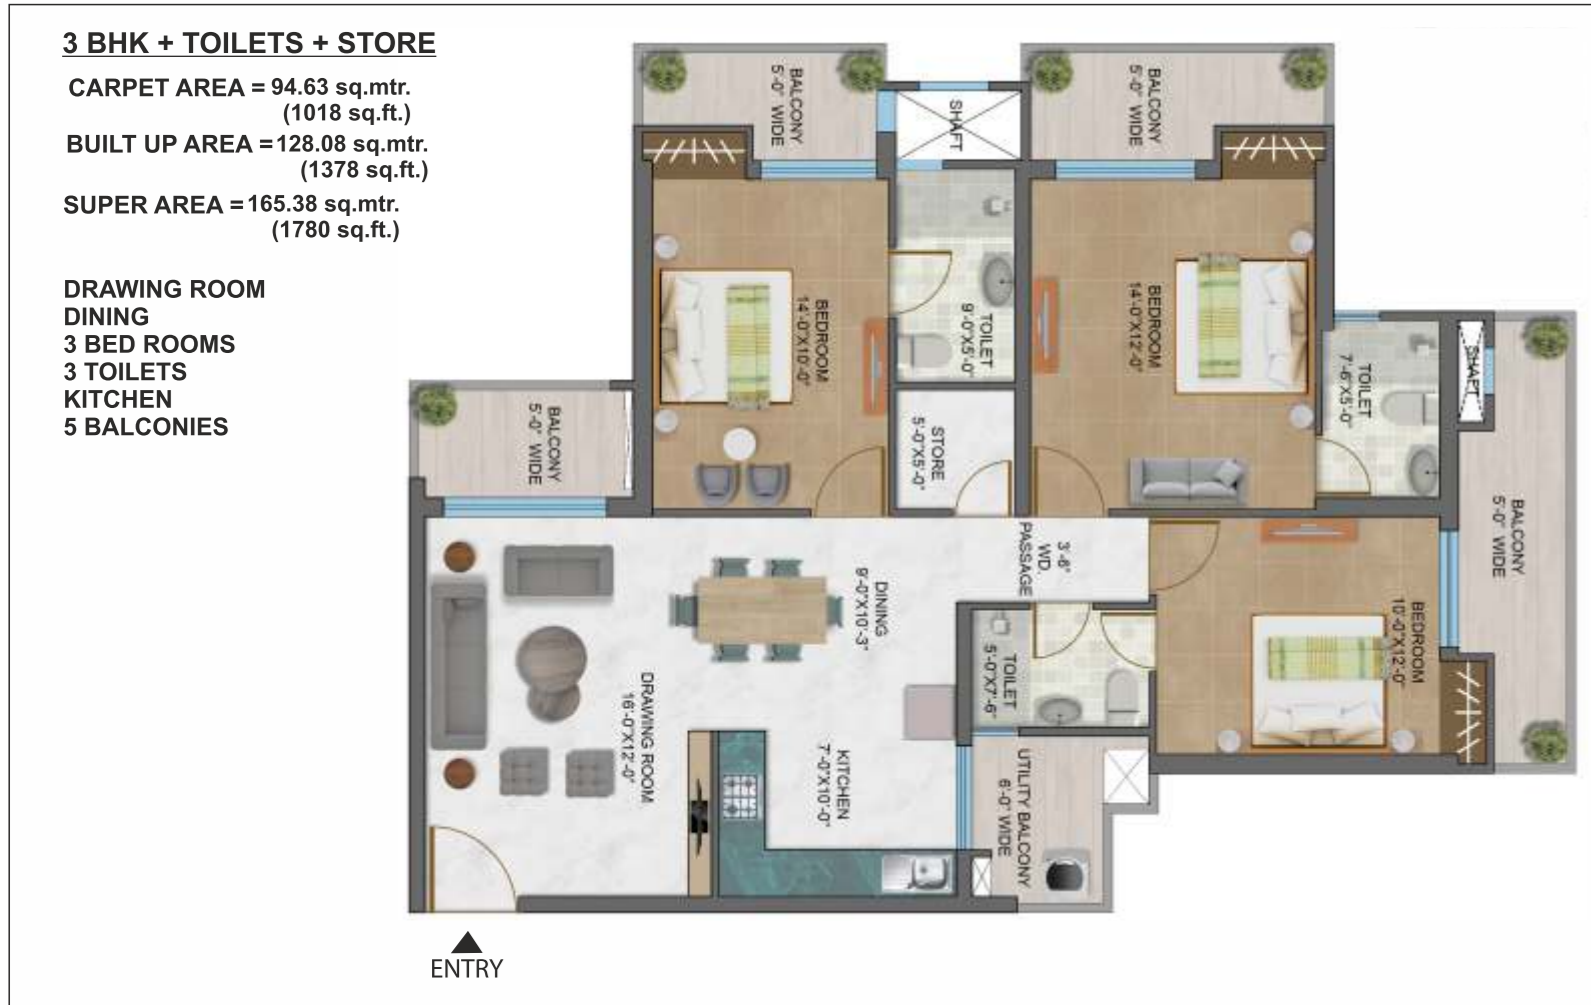 3 BHK + TOILETS + STORE
CARPET AREA = 94.63 sq.mtr.
(1018 sq.ft.)
BUILT UP AREA = 128.08 sq.mtr.
(1378 sq.ft.)
SUPER AREA = 165.38 sq.mtr.
(1780 sq.ft.)
DRAWING ROOM
DINING
3 BED ROOMS
3 TOILETS
KITCHEN
5 BALCONIES
BALCONY
5'-0" WIDE
SHAFT
BALCONY
5'-0" WIDE
BEDROOM
14'-0"X10'-0"
TOILET
9'-0"X5'-0"
BEDROOM
14'-0"X12'-0"
TOILET
7'-6"X5'-0"
SHAFT
BALCONY
5'-0" WIDE
STORE
5'-0"X5'-0"
BALCONY
5'-0" WIDE
3'-6"
WD.
PASSAGE
DINING
9'-0"X10'-3"
TOILET
5'-0"X7'-6"
BEDROOM
10'-0"X12'-0"
DRAWING ROOM
16'-0"X12'-0"
KITCHEN
7'-0"X10'-0"
UTILITY BALCONY
6'-0" WIDE
ENTRY